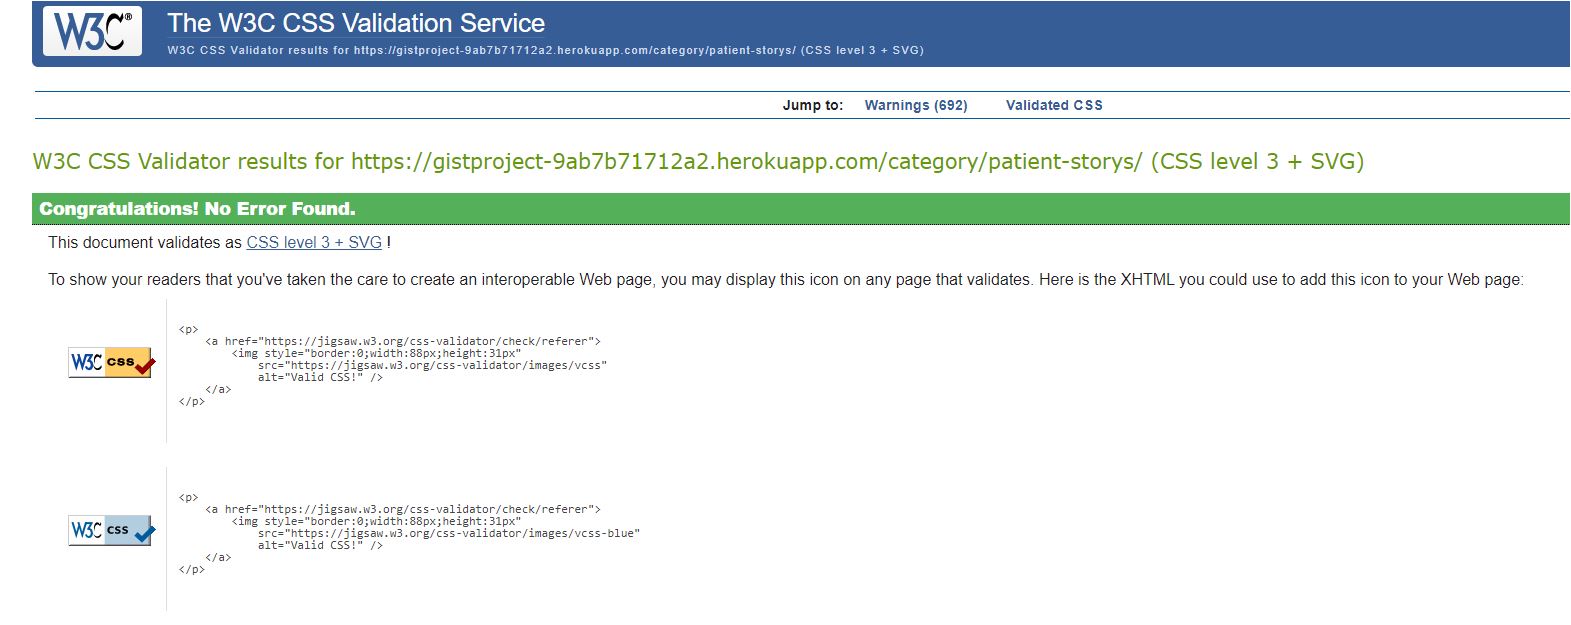 W3C® The W3C CSS Validation Service
W3C CSS Validator results for https://gistproject-9ab7b71712a2.herokuapp.com/category/patient-storys/ (CSS level 3 + SVG)
Jump to: Warnings (692) Validated CSS
W3C CSS Validator results for https://gistproject-9ab7b71712a2.herokuapp.com/category/patient-storys/ (CSS level 3 + SVG)
Congratulations! No Error Found.
This document validates as CSS level 3 + SVG !
To show your readers that you've taken the care to create an interoperable Web page, you may display this icon on any page that validates. Here is the XHTML you could use to add this icon to your Web page:
W3C css
<p>
<a href="https://jigsaw.w3.org/css-validator/check/referer">
<img style="border:0;width:88px;height:31px"
src="https://jigsaw.w3.org/css-validator/images/vcss"
alt="Valid CSS!" />
</a>
</p>
W3C css
<p>
<a href="https://jigsaw.w3.org/css-validator/check/referer">
<img style="border:0;width:88px;height:31px"
src="https://jigsaw.w3.org/css-validator/images/vcss-blue"
alt="Valid CSS!" />
</a>
</p>